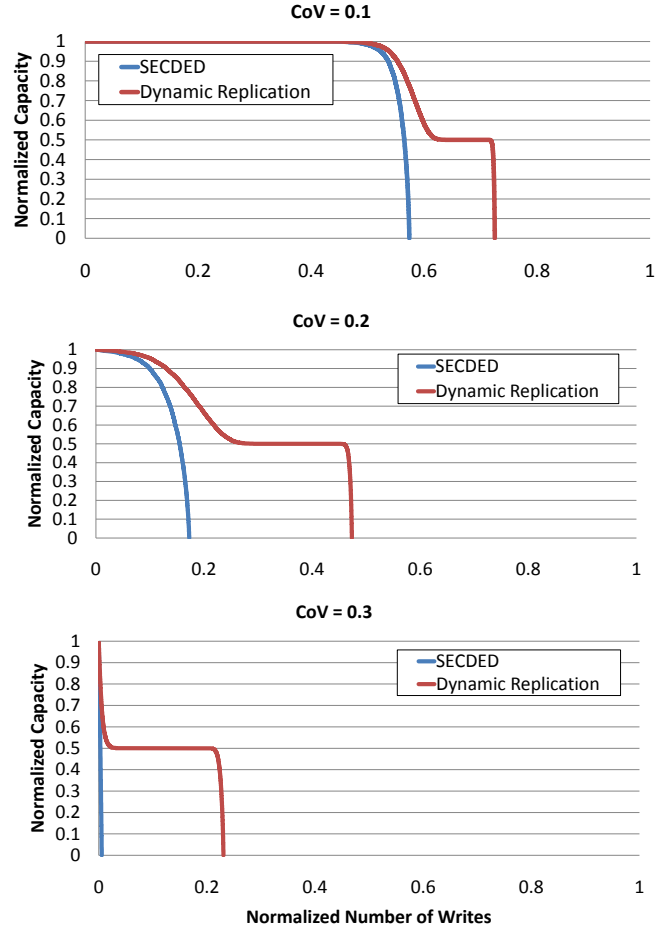 CoV = 0.1
Normalized Capacity
1
0.9
0.8
0.7
0.6
0.5
0.4
0.3
0.2
0.1
0
SECDED
Dynamic Replication
0 0.2 0.4 0.6 0.8 1
CoV = 0.2
Normalized Capacity
1
0.9
0.8
0.7
0.6
0.5
0.4
0.3
0.2
0.1
0
SECDED
Dynamic Replication
0 0.2 0.4 0.6 0.8 1
CoV = 0.3
Normalized Capacity
1
0.9
0.8
0.7
0.6
0.5
0.4
0.3
0.2
0.1
0
SECDED
Dynamic Replication
0 0.2 0.4 0.6 0.8 1
Normalized Number of Writes